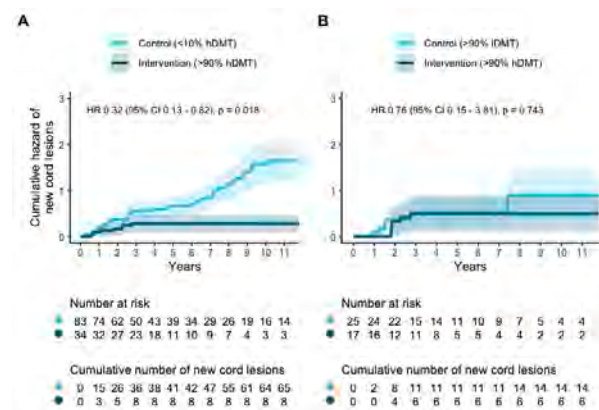 A
Control (<10% hDMT)
Intervention (>90% hDMT)
HR 0.32 (95% CI 0.13 - 0.82), p = 0.018
Cumulative hazard of
new cord lesions
3
2
1
0
0 1 2 3 4 5 6 7 8 9 10 11
Years
Number at risk
83 74 62 50 43 39 34 29 26 19 16 14
34 32 27 23 18 11 10 9 7 4 3 3
Cumulative number of new cord lesions
0 15 26 36 38 41 42 47 55 61 64 65
0 3 5 8 8 8 8 8 8 8 8 8
B
Control (>90% lDMT)
Intervention (>90% hDMT)
HR 0.76 (95% CI 0.15 - 3.81), p = 0.743
3
2
1
0
0 1 2 3 4 5 6 7 8 9 10 11
Years
Number at risk
25 24 22 15 14 11 10 9 7 5 4 4
17 16 12 11 8 5 5 4 4 2 2 2
Cumulative number of new cord lesions
0 2 8 11 11 11 11 11 14 14 14 14
0 0 4 6 6 6 6 6 6 6 6 6